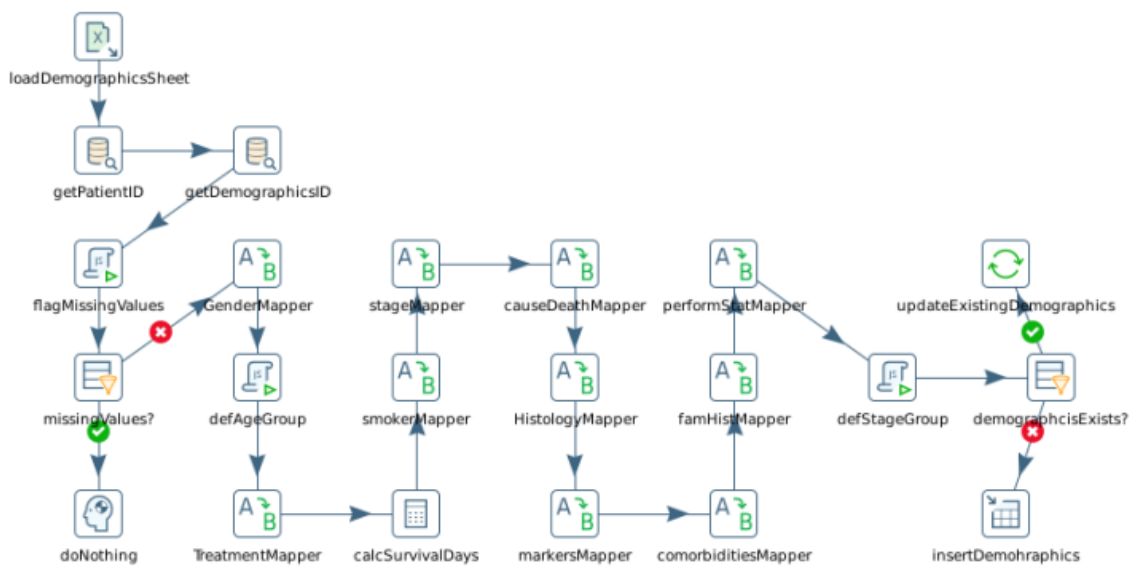 loadDemographicsSheet
getPatientID
getDemographicsID
flagMissingValues
GenderMapper
stageMapper
causeDeathMapper
performStatMapper
updateExistingDemographics
missingValues?
defAgeGroup
smokerMapper
HistologyMapper
famHistMapper
defStageGroup
demographcisExists?
doNothing
TreatmentMapper
calcSurvivalDays
markersMapper
comorbiditiesMapper
insertDemohraphics